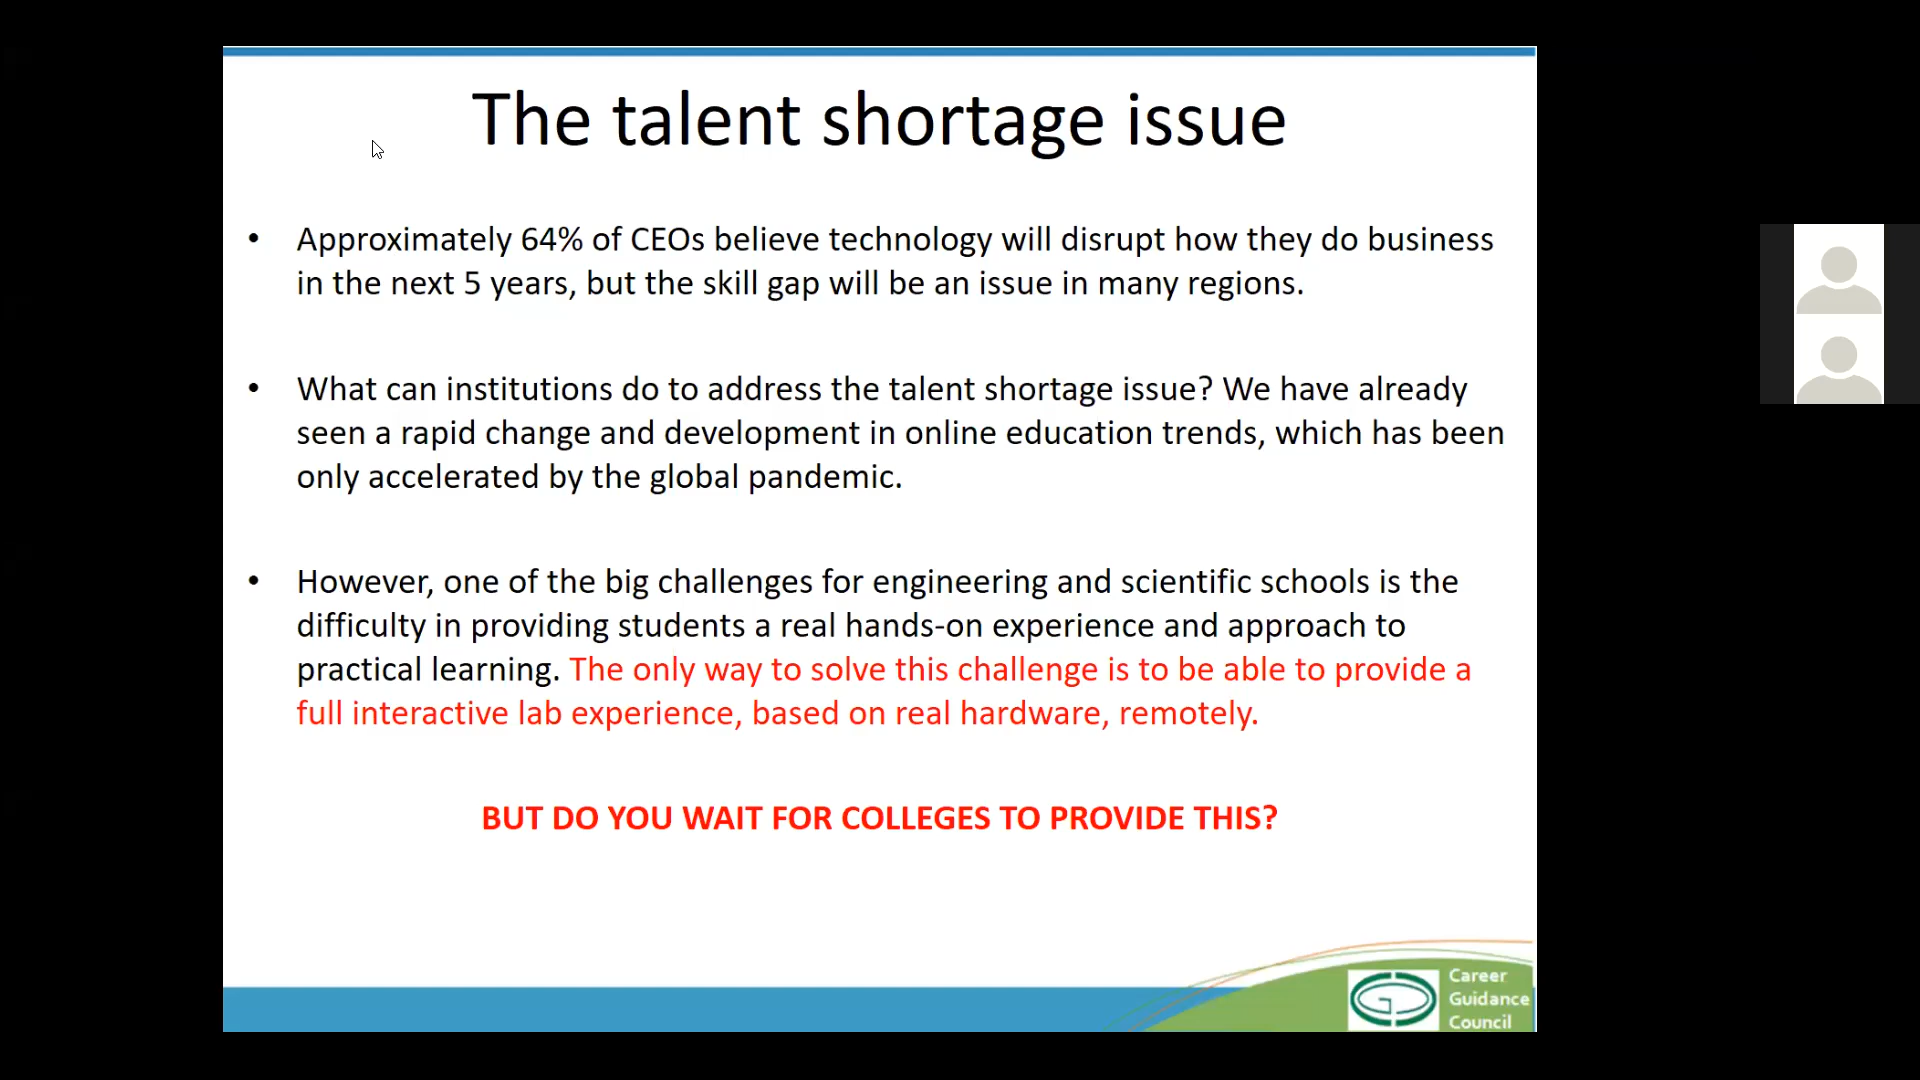 The talent shortage issue
• Approximately 64% of CEOs believe technology will disrupt how they do business
in the next 5 years, but the skill gap will be an issue in many regions.
• What can institutions do to address the talent shortage issue? We have already
seen a rapid change and development in online education trends, which has been
only accelerated by the global pandemic.
• However, one of the big challenges for engineering and scientific schools is the
difficulty in providing students a real hands-on experience and approach to
practical learning. The only way to solve this challenge is to be able to provide a
full interactive lab experience, based on real hardware, remotely.
BUT DO YOU WAIT FOR COLLEGES TO PROVIDE THIS?
Career
Guidance
Council